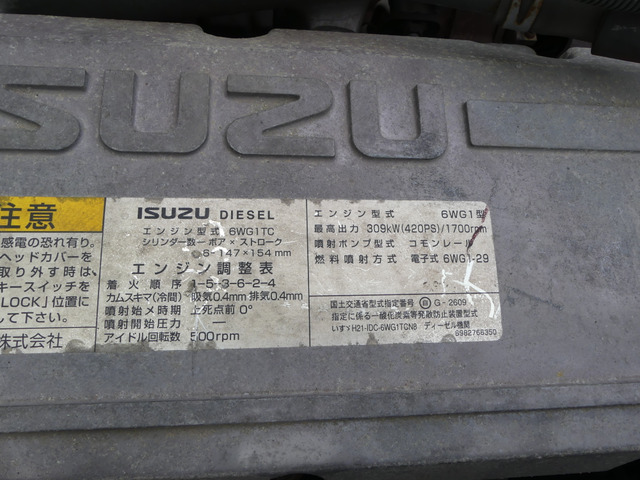 ISUZU
注意
感電の恐れ有り。
ヘッドカバーを
取り外す時は、
キースイッチを
LOCK」位置に
して下さい。
株式会社
ISUZU DIESEL
エンジン型式 6WG1TC
シリンダー数ーボア×ストローク
6-147×154mm
エンジン調整表
着火順序 1-5-3-6-2-4
カムスキマ(冷間) 吸気0.4mm 排気0.4mm
噴射始メ時期 上死点前 0°
噴射開始圧力 ー
アイドル回転数 500rpm
エンジン型式 6WG1型
最高出力 309kW(420PS)/1700rpm
噴射ポンプ型式 コモンレール
燃料噴射方式 電子式 6WG1-29
国土交通省型式指定番号 G-2609
指定に係る一酸化炭素等発散防止装置型式
いすゞH21-IDC-6WG1TCN8 ディーゼル機関
8982768350